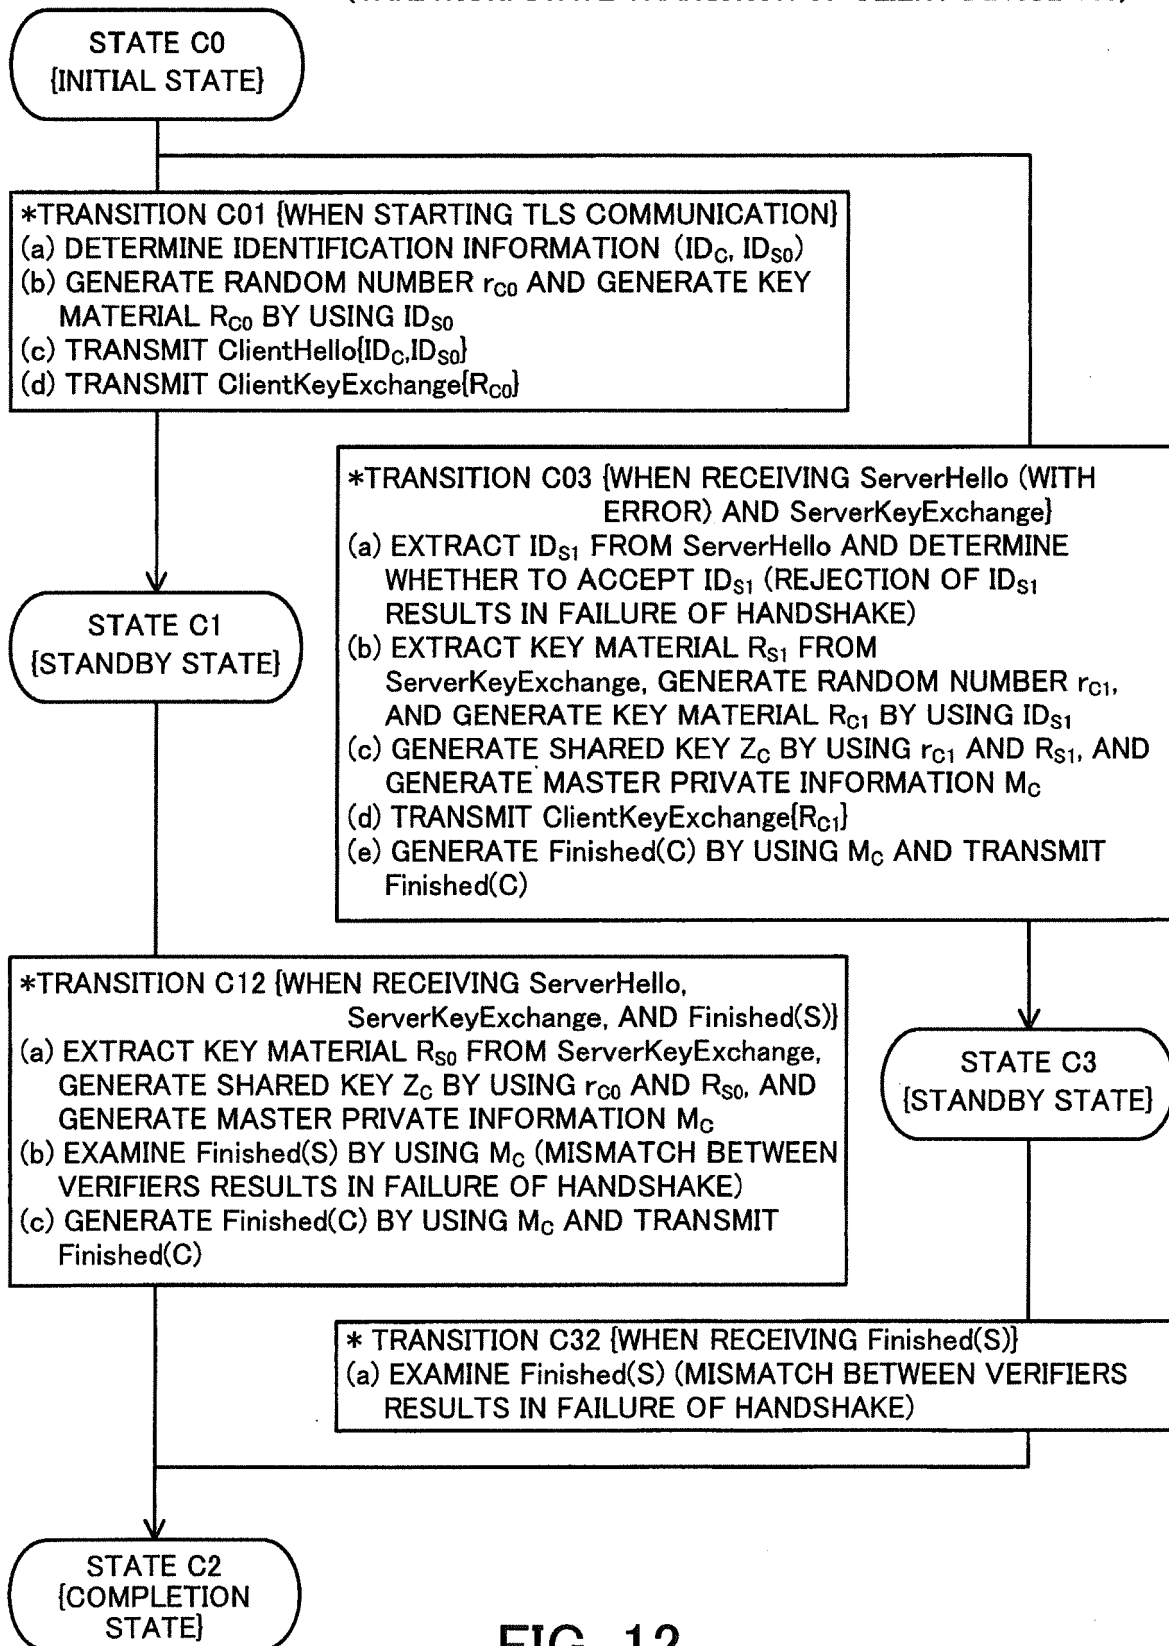 STATE C0
{INITIAL STATE}
*TRANSITION C01 {WHEN STARTING TLS COMMUNICATION}
(a) DETERMINE IDENTIFICATION INFORMATION (IDC, IDS0)
(b) GENERATE RANDOM NUMBER rC0 AND GENERATE KEY
MATERIAL RC0 BY USING IDS0
(c) TRANSMIT ClientHello{IDC,IDS0}
(d) TRANSMIT ClientKeyExchange{RC0}
*TRANSITION C03 {WHEN RECEIVING ServerHello (WITH
ERROR) AND ServerKeyExchange}
(a) EXTRACT IDS1 FROM ServerHello AND DETERMINE
WHETHER TO ACCEPT IDS1 (REJECTION OF IDS1
RESULTS IN FAILURE OF HANDSHAKE)
(b) EXTRACT KEY MATERIAL RS1 FROM
ServerKeyExchange, GENERATE RANDOM NUMBER rC1,
AND GENERATE KEY MATERIAL RC1 BY USING IDS1
(c) GENERATE SHARED KEY ZC BY USING rC1 AND RS1, AND
GENERATE MASTER PRIVATE INFORMATION MC
(d) TRANSMIT ClientKeyExchange{RC1}
(e) GENERATE Finished(C) BY USING MC AND TRANSMIT
Finished(C)
STATE C1
{STANDBY STATE}
*TRANSITION C12 {WHEN RECEIVING ServerHello,
ServerKeyExchange, AND Finished(S)}
(a) EXTRACT KEY MATERIAL RS0 FROM ServerKeyExchange,
GENERATE SHARED KEY ZC BY USING rC0 AND RS0, AND
GENERATE MASTER PRIVATE INFORMATION MC
(b) EXAMINE Finished(S) BY USING MC (MISMATCH BETWEEN
VERIFIERS RESULTS IN FAILURE OF HANDSHAKE)
(c) GENERATE Finished(C) BY USING MC AND TRANSMIT
Finished(C)
STATE C3
{STANDBY STATE}
* TRANSITION C32 {WHEN RECEIVING Finished(S)}
(a) EXAMINE Finished(S) (MISMATCH BETWEEN VERIFIERS
RESULTS IN FAILURE OF HANDSHAKE)
STATE C2
{COMPLETION
STATE}
FIG. 12